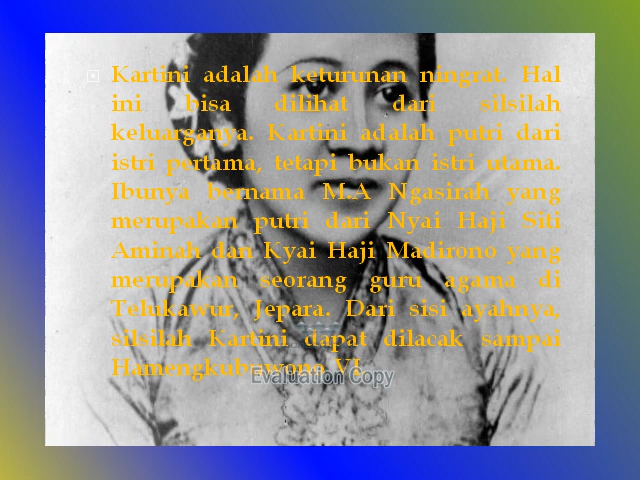 Kartini adalah keturunan ningrat. Hal
ini bisa dilihat dari silsilah
keluarganya. Kartini adalah putri dari
istri pertama, tetapi bukan istri utama.
Ibunya bernama M.A Ngasirah yang
merupakan putri dari Nyai Haji Siti
Aminah dan Kyai Haji Madirono yang
merupakan seorang guru agama di
Telukawur, Jepara. Dari sisi ayahnya,
silsilah Kartini dapat dilacak sampai
Hamengkubuwono VI.
Evaluation Copy